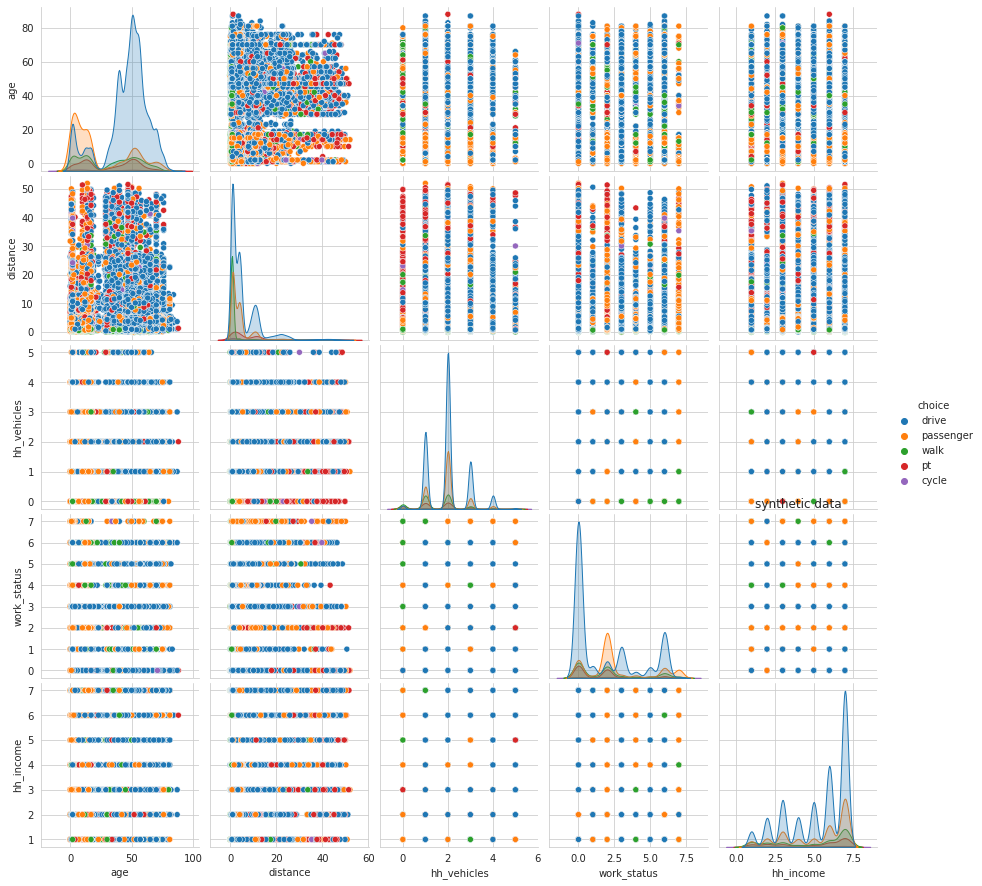 80
60
40
20
0
age
50
40
30
20
10
0
distance
5
4
3
2
1
0
hh_vehicles
choice
drive
passenger
walk
pt
cycle
synthetic data
7
6
5
4
3
2
1
0
work_status
7
6
5
4
3
2
1
hh_income
0 50 100
0 20 40 60
0 2 4 6
0.0 2.5 5.0 7.5
0.0 2.5 5.0 7.5
age distance hh_vehicles work_status hh_income